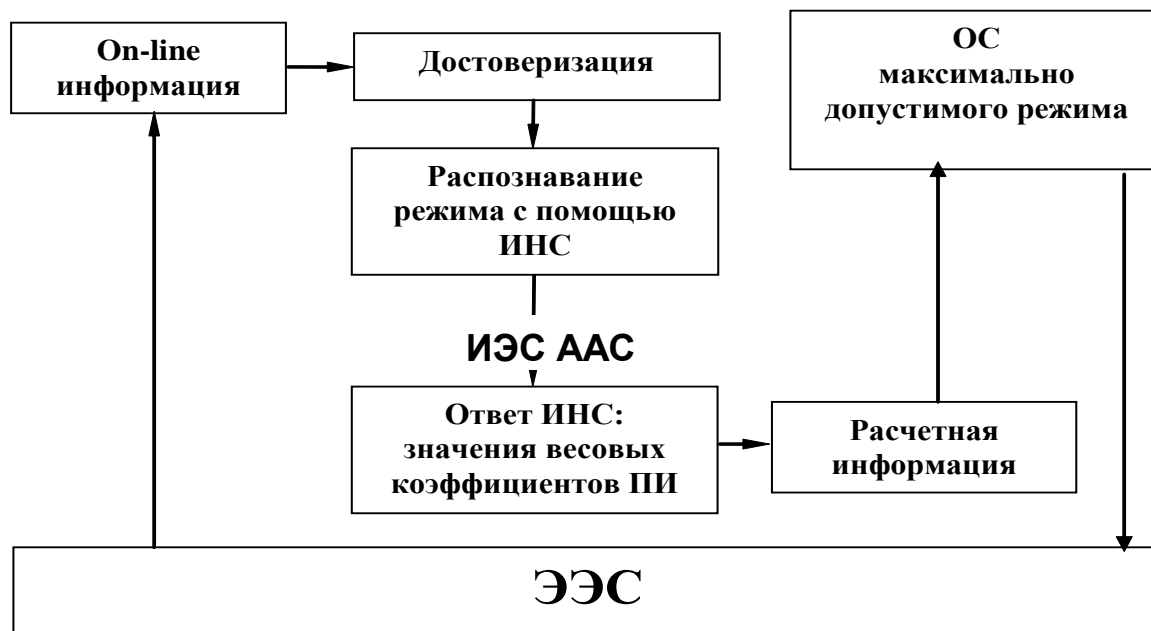 On-line
информация
Достоверизация
Распознавание
режима с помощью
ИНС
ИЭС ААС
Ответ ИНС:
значения весовых
коэффициентов ПИ
Расчетная
информация
ОС
максимально
допустимого режима
ЭЭС